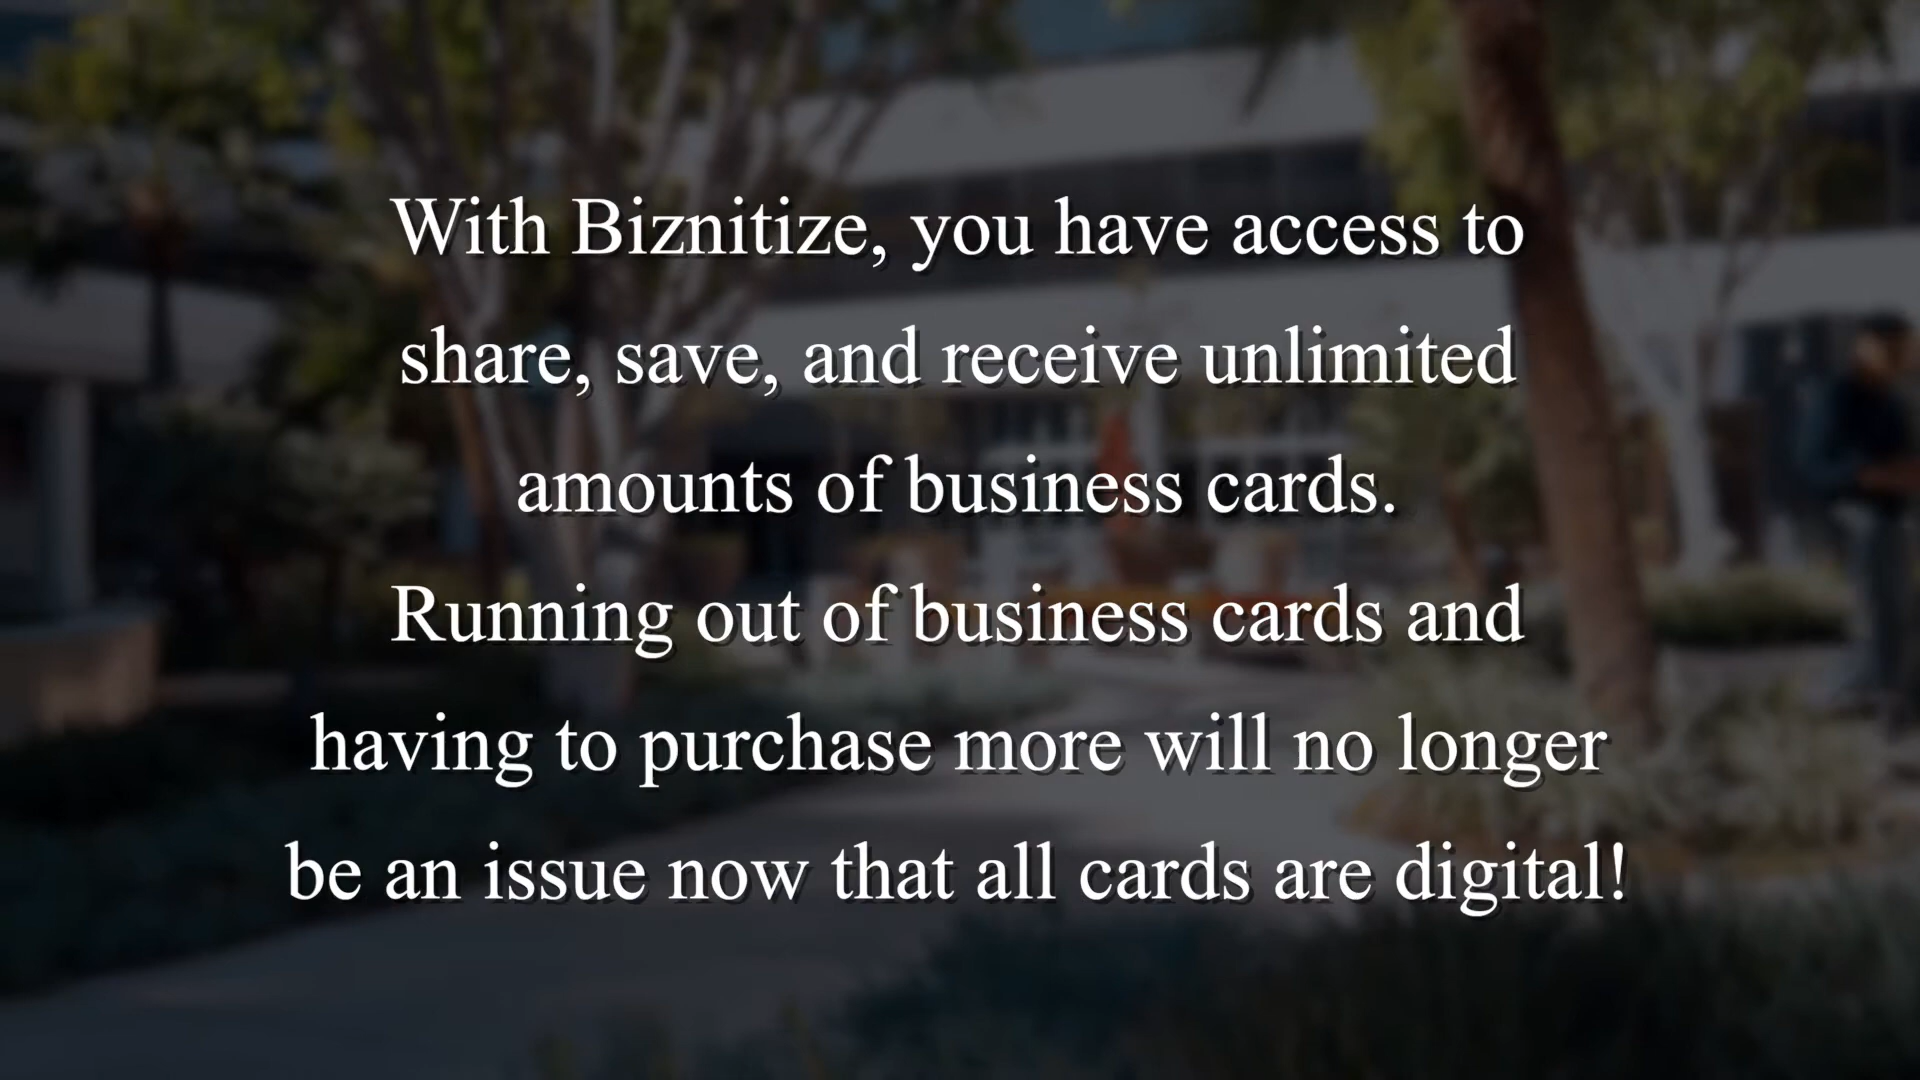 With Biznitize, you have access to
share, save, and receive unlimited
amounts of business cards.
Running out of business cards and
having to purchase more will no longer
be an issue now that all cards are digital!